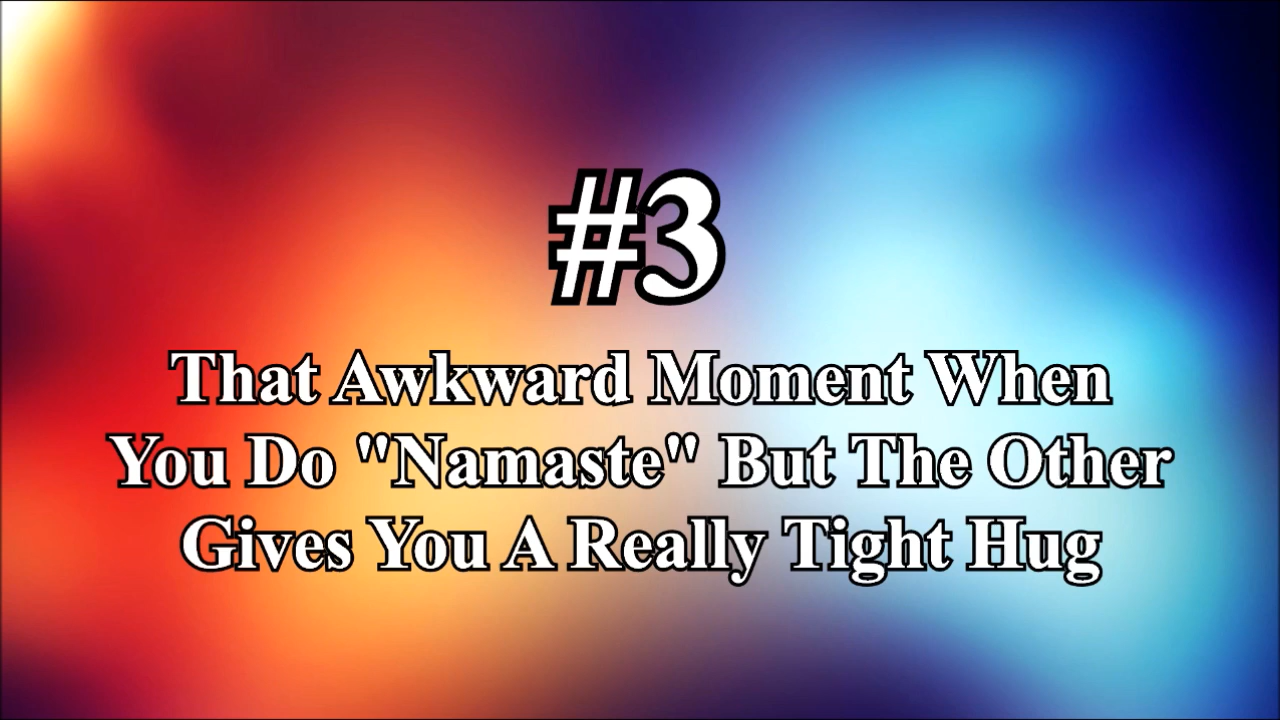 #3
That Awkward Moment When
You Do "Namaste" But The Other
Gives You A Really Tight Hug